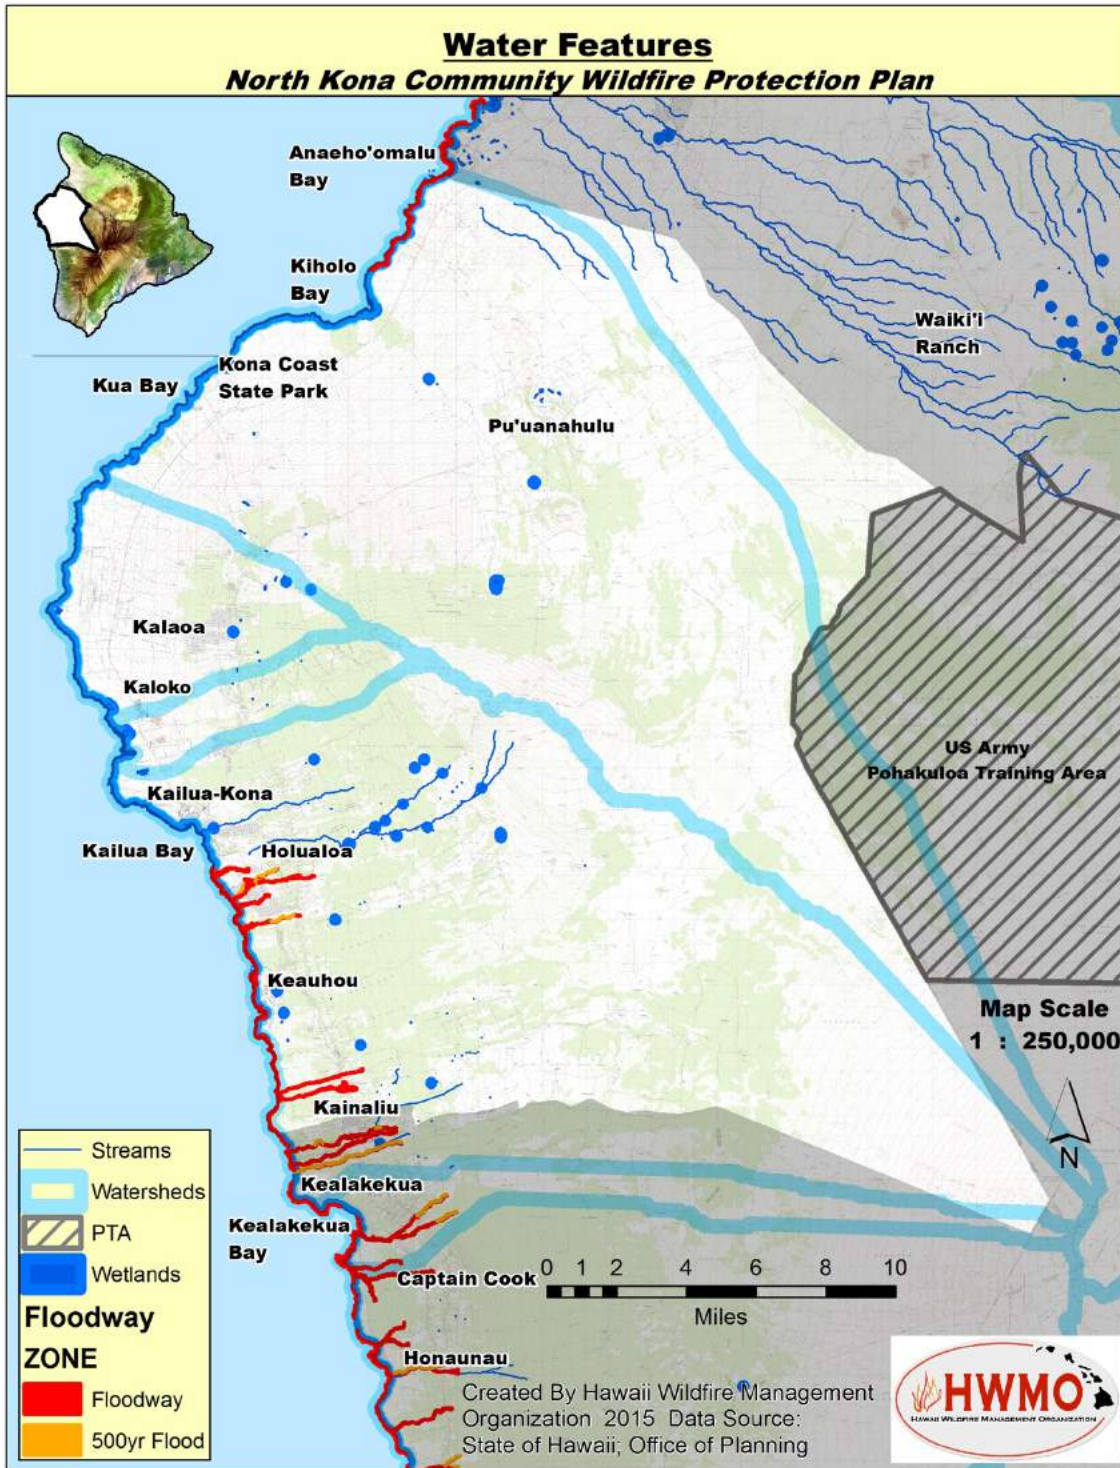 Water Features
North Kona Community Wildfire Protection Plan
Anaeho'omalu
Bay
Kiholo
Bay
Waiki'i
Ranch
Kona Coast
State Park
Kua Bay
Pu'uanahulu
Kalaoa
Kaloko
US Army
Pohakuloa Training Area
Kailua-Kona
Kailua Bay
Holualoa
Keauhou
Map Scale
1 : 250,000
Kainaliu
N
Kealakekua
Kealakekua
Bay
Captain Cook
0 1 2 4 6 8 10
Miles
Honaunau
Streams
Watersheds
PTA
Wetlands
Floodway
ZONE
Floodway
500yr Flood
Created By Hawaii Wildfire Management
Organization 2015 Data Source:
State of Hawaii; Office of Planning
HWMO
HAWAII WILDFIRE MANAGEMENT ORGANIZATION